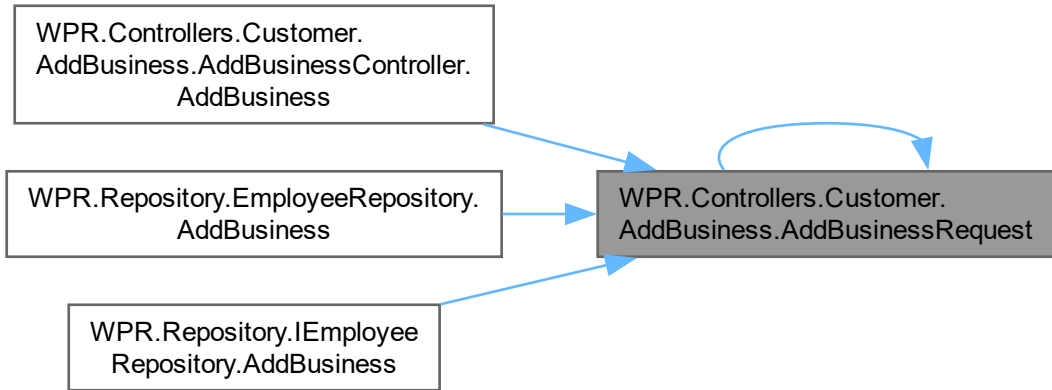 WPR.Controllers.Customer.
AddBusiness.AddBusinessController.
AddBusiness
WPR.Repository.EmployeeRepository.
AddBusiness
WPR.Repository.IEmployee
Repository.AddBusiness
WPR.Controllers.Customer.
AddBusiness.AddBusinessRequest